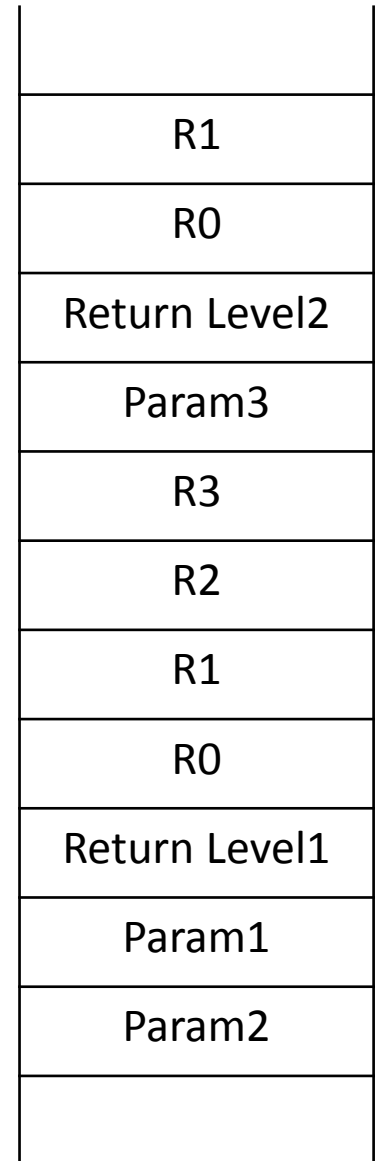 R1
R0
Return Level2
Param3
R3
R2
R1
R0
Return Level1
Param1
Param2